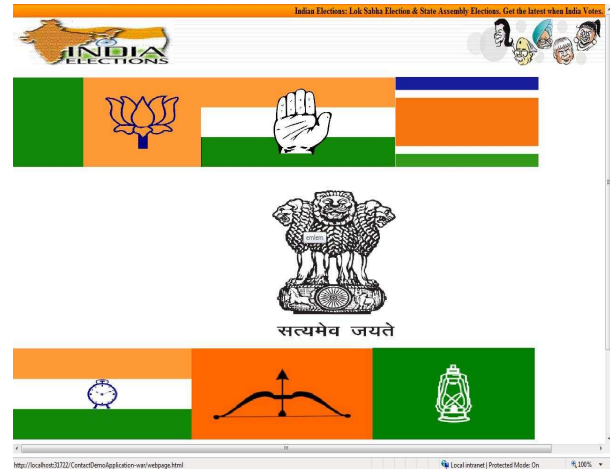 Indian Elections: Lok Sabha Election & State Assembly Elections. Get the latest when India Votes.
INDIA
ELECTIONS
सत्यमेव जयते
http://localhost:31722/ContactDemoApplication-war/webpage.html
Local intranet | Protected Mode: On
100%